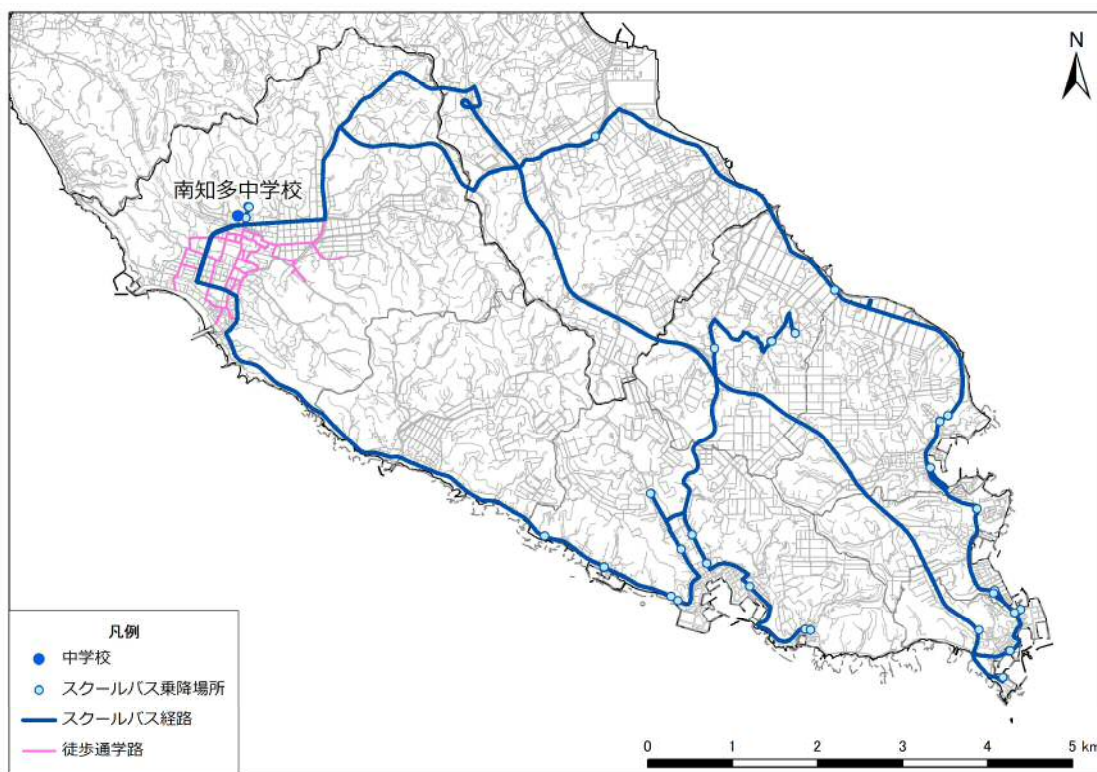 N
南知多中学校
凡例
中学校
スクールバス乗降場所
スクールバス経路
徒歩通学路
0 1 2 3 4 5 km